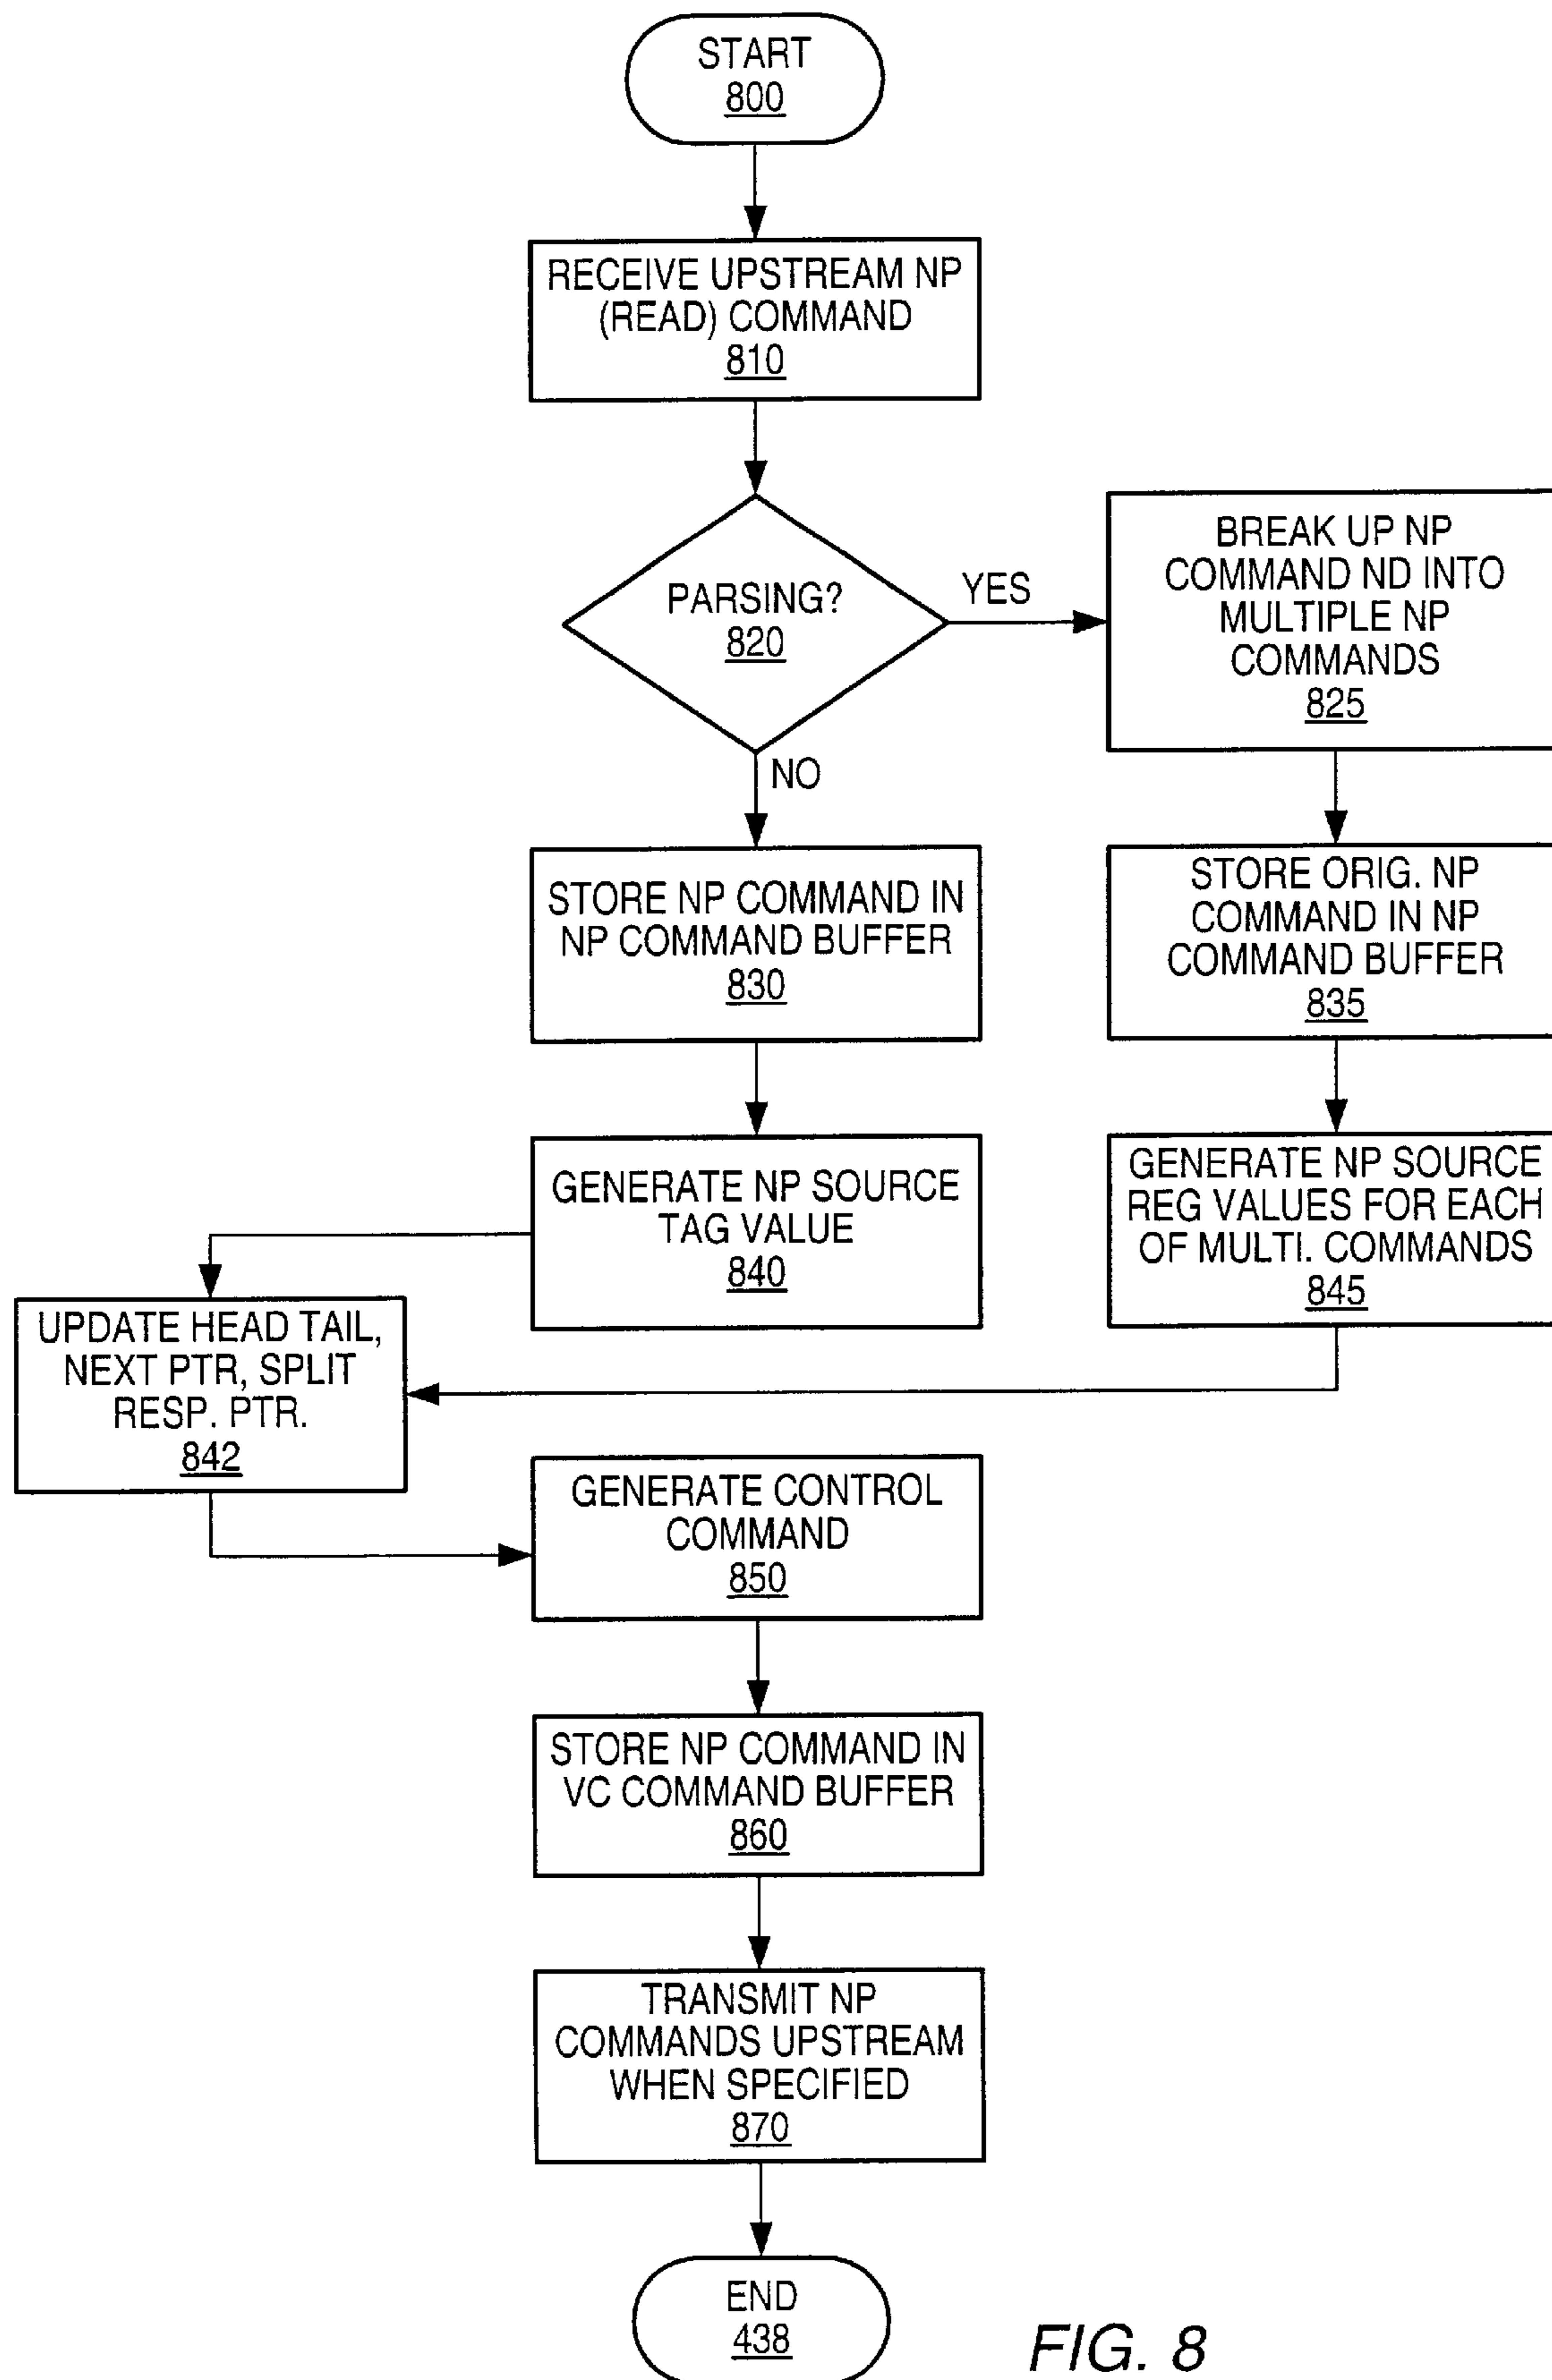 START
800
RECEIVE UPSTREAM NP
(READ) COMMAND
810
PARSING?
820
YES
BREAK UP NP
COMMAND ND INTO
MULTIPLE NP
COMMANDS
825
NO
STORE NP COMMAND IN
NP COMMAND BUFFER
830
STORE ORIG. NP
COMMAND IN NP
COMMAND BUFFER
835
GENERATE NP SOURCE
TAG VALUE
840
GENERATE NP SOURCE
REG VALUES FOR EACH
OF MULTI. COMMANDS
845
UPDATE HEAD TAIL,
NEXT PTR, SPLIT
RESP. PTR.
842
GENERATE CONTROL
COMMAND
850
STORE NP COMMAND IN
VC COMMAND BUFFER
860
TRANSMIT NP
COMMANDS UPSTREAM
WHEN SPECIFIED
870
END
438
FIG. 8